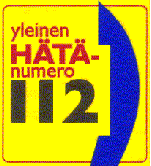 yleinen
HÄTÄ-
numero
112